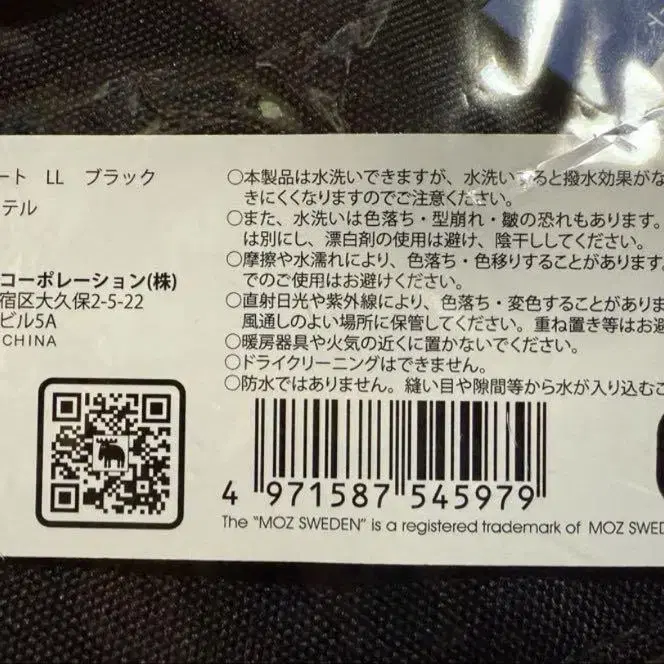 ート LL ブラック
テル
コーポレーション(株)
宿区大久保2-5-22
ビル5A
CHINA
○本製品は水洗いできますが、水洗いすると撥水効果がな
きにくくなりますのでご注意ください。
○また、水洗いは色落ち・型崩れ・皺の恐れもあります。
は別にし、漂白剤の使用は避け、陰干ししてください。
○摩擦や水濡れにより、色落ち・色移りすることがあります。
でのご使用はお避けください。
○直射日光や紫外線により、色落ち・変色することがありま
風通しのよい場所に保管してください。重ね置き等はお避
○暖房器具や火気の近くに置かないでください。
○ドライクリーニングはできません。
○防水ではありません。縫い目や隙間等から水が入り込むこ
4 971587 545979
The "MOZ SWEDEN" is a registered trademark of MOZ SWED